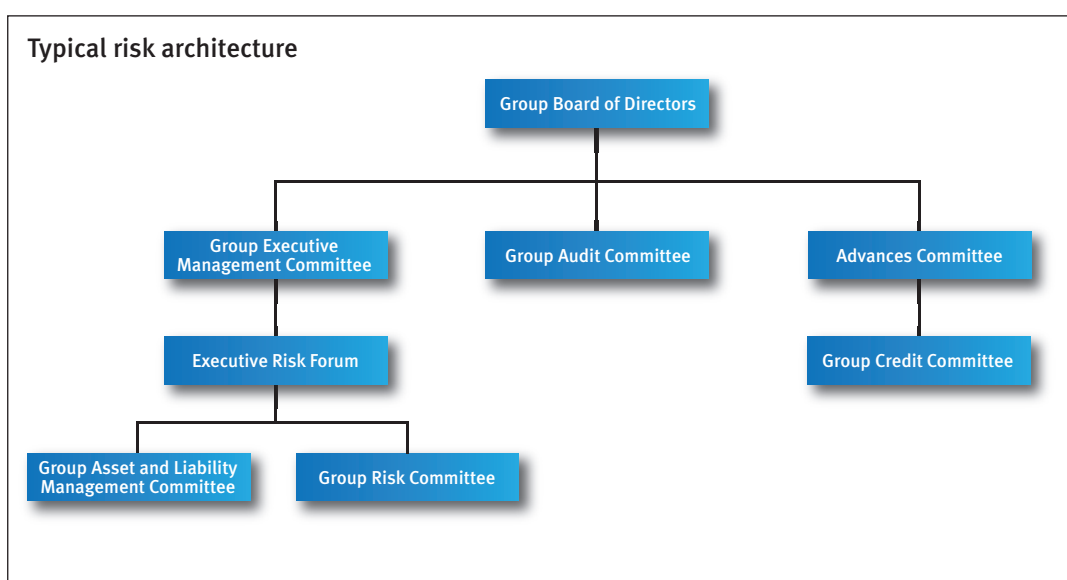 Typical risk architecture
Group Board of Directors
Group Executive
Management Committee
Group Audit Committee
Advances Committee
Executive Risk Forum
Group Credit Committee
Group Asset and Liability
Management Committee
Group Risk Committee